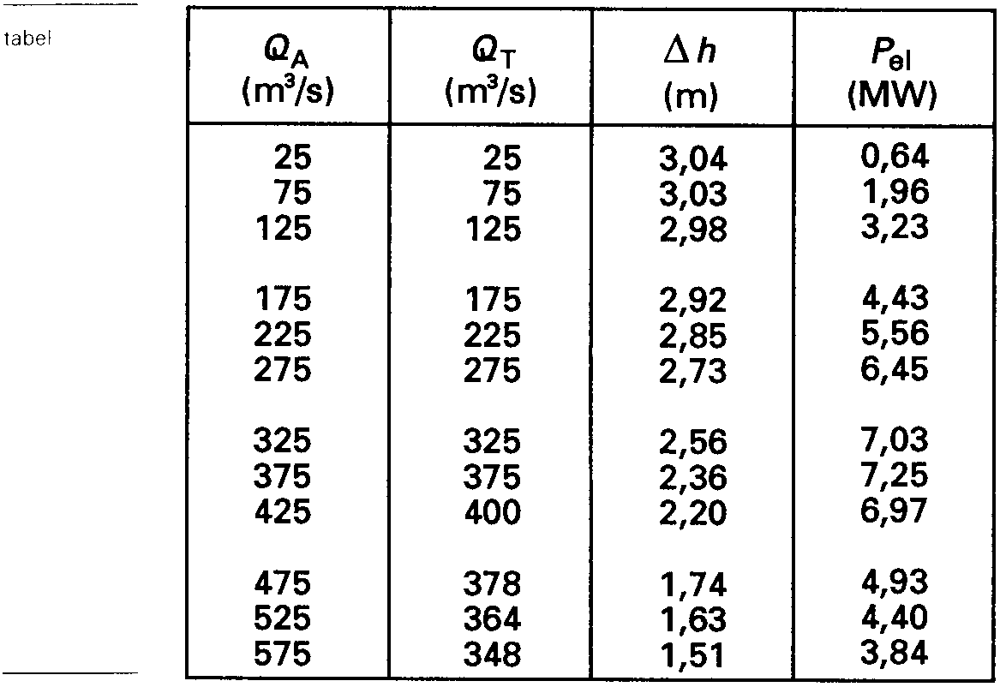 tabel
Q_A Q_T Δh P_el
(m³/s) (m³/s) (m) (MW)
25 25 3,04 0,64
75 75 3,03 1,96
125 125 2,98 3,23
175 175 2,92 4,43
225 225 2,85 5,56
275 275 2,73 6,45
325 325 2,56 7,03
375 375 2,36 7,25
425 400 2,20 6,97
475 378 1,74 4,93
525 364 1,63 4,40
575 348 1,51 3,84